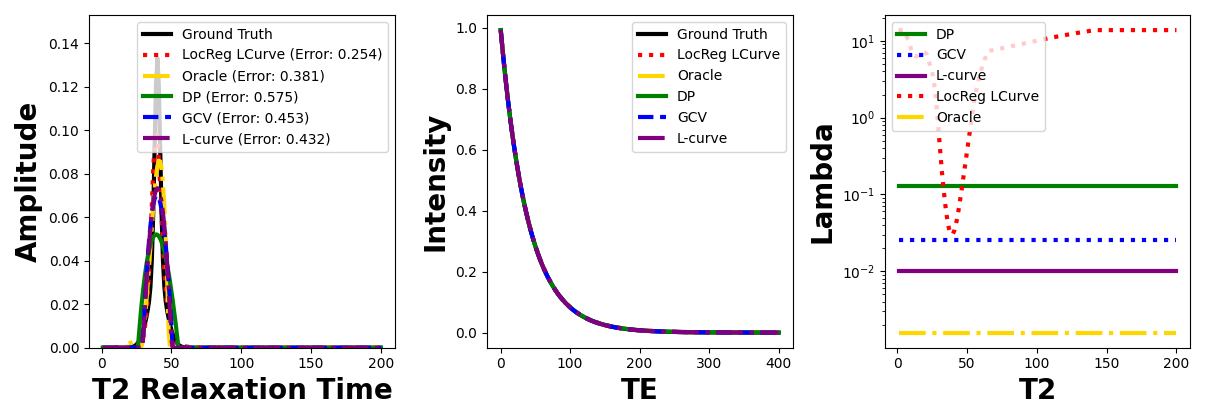 Amplitude
0.14
0.12
0.10
0.08
0.06
0.04
0.02
0.00
Ground Truth
LocReg LCurve (Error: 0.254)
Oracle (Error: 0.381)
DP (Error: 0.575)
GCV (Error: 0.453)
L-curve (Error: 0.432)
0 50 100 150 200
T2 Relaxation Time
Intensity
1.0
0.8
0.6
0.4
0.2
0.0
Ground Truth
LocReg LCurve
Oracle
DP
GCV
L-curve
0 100 200 300 400
TE
Lambda
10¹
10⁰
10⁻¹
10⁻²
DP
GCV
L-curve
LocReg LCurve
Oracle
0 50 100 150 200
T2